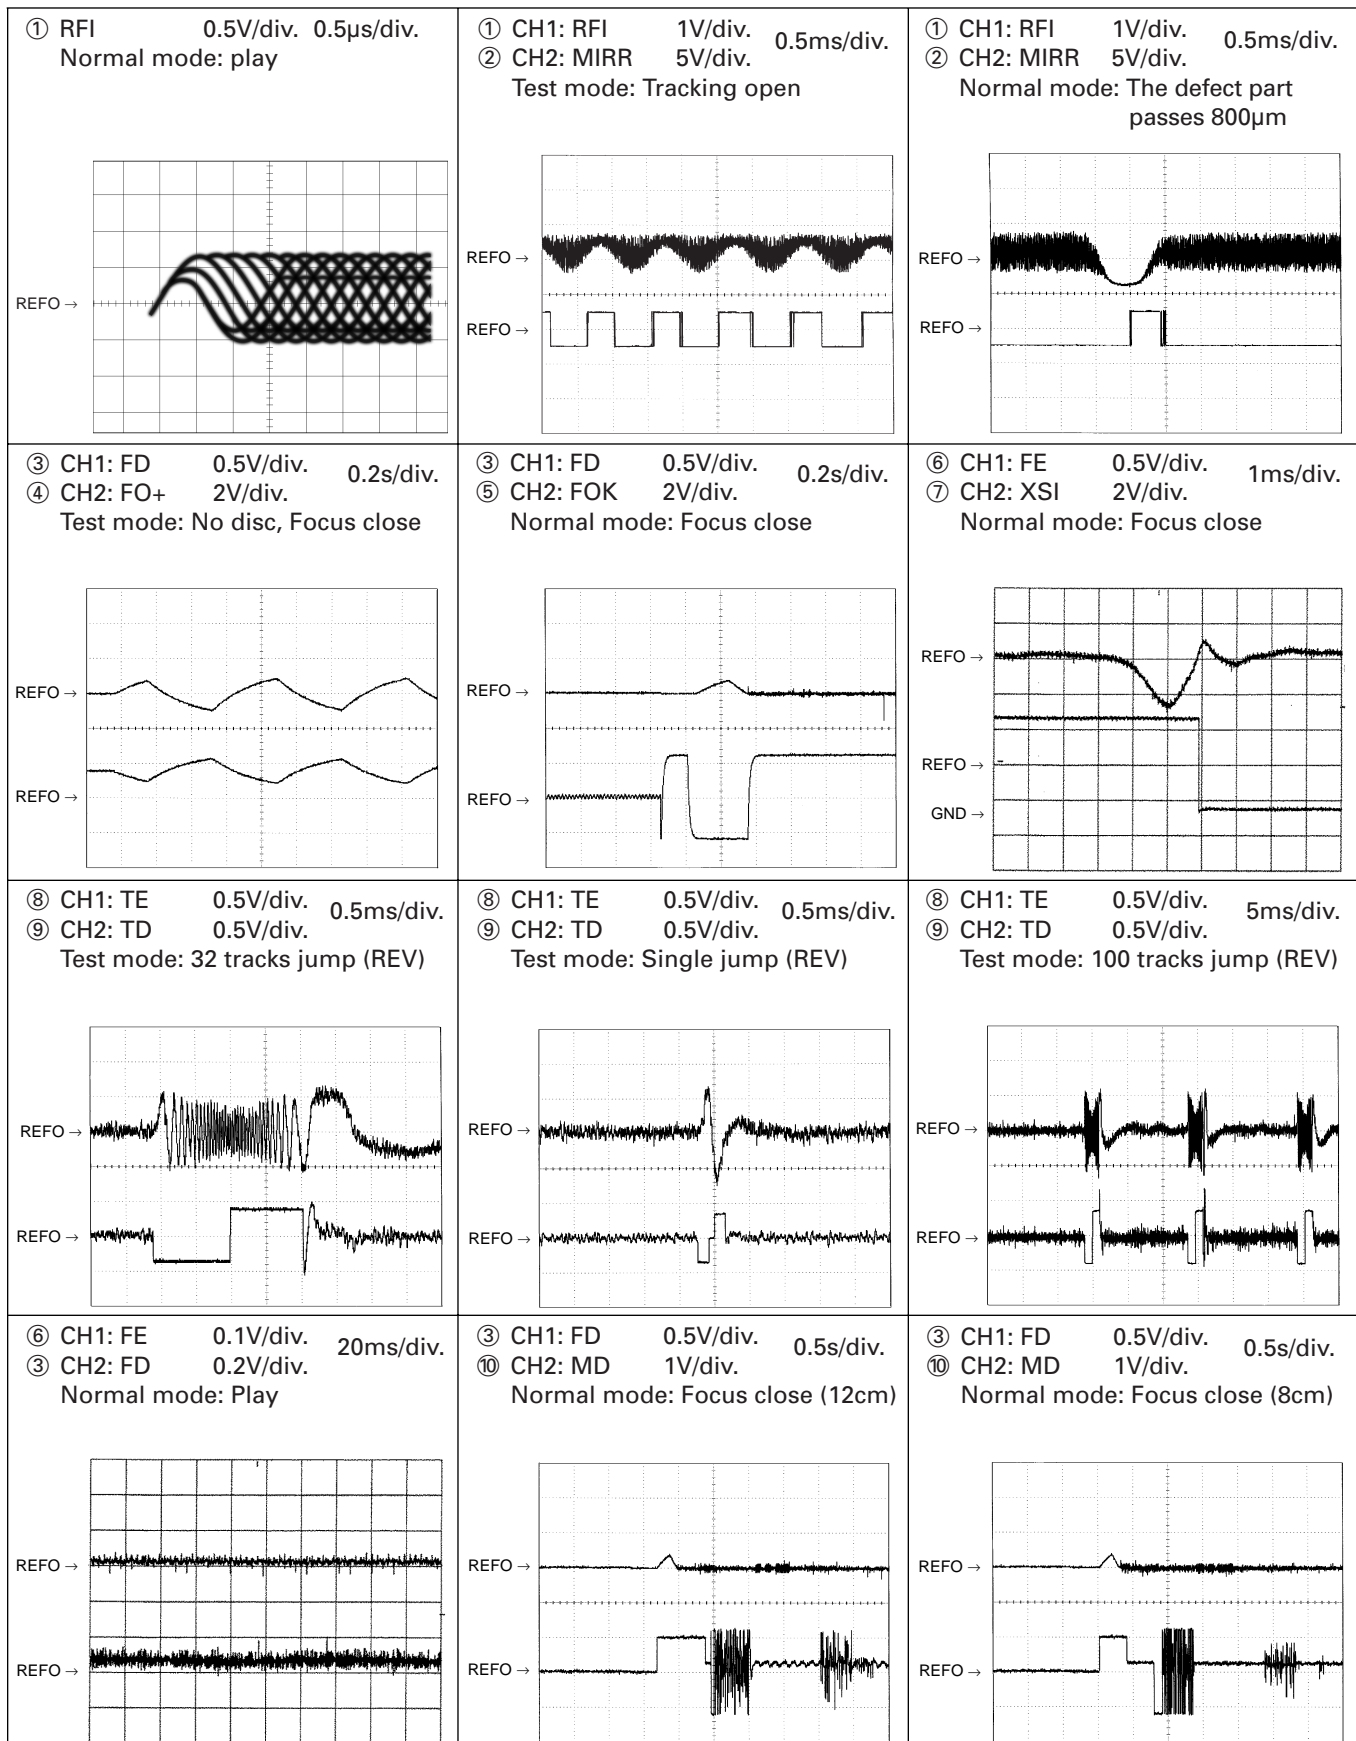 ① RFI 0.5V/div. 0.5µs/div.
Normal mode: play
REFO →
① CH1: RFI 1V/div. 0.5ms/div.
② CH2: MIRR 5V/div.
Test mode: Tracking open
REFO →
REFO →
① CH1: RFI 1V/div. 0.5ms/div.
② CH2: MIRR 5V/div.
Normal mode: The defect part
passes 800µm
REFO →
REFO →
③ CH1: FD 0.5V/div. 0.2s/div.
④ CH2: FO+ 2V/div.
Test mode: No disc, Focus close
REFO →
REFO →
③ CH1: FD 0.5V/div. 0.2s/div.
⑤ CH2: FOK 2V/div.
Normal mode: Focus close
REFO →
REFO →
⑥ CH1: FE 0.5V/div. 1ms/div.
⑦ CH2: XSI 2V/div.
Normal mode: Focus close
REFO →
REFO →
GND →
⑧ CH1: TE 0.5V/div. 0.5ms/div.
⑨ CH2: TD 0.5V/div.
Test mode: 32 tracks jump (REV)
REFO →
REFO →
⑧ CH1: TE 0.5V/div. 0.5ms/div.
⑨ CH2: TD 0.5V/div.
Test mode: Single jump (REV)
REFO →
REFO →
⑧ CH1: TE 0.5V/div. 5ms/div.
⑨ CH2: TD 0.5V/div.
Test mode: 100 tracks jump (REV)
REFO →
REFO →
⑥ CH1: FE 0.1V/div. 20ms/div.
③ CH2: FD 0.2V/div.
Normal mode: Play
REFO →
REFO →
③ CH1: FD 0.5V/div. 0.5s/div.
⑩ CH2: MD 1V/div.
Normal mode: Focus close (12cm)
REFO →
REFO →
③ CH1: FD 0.5V/div. 0.5s/div.
⑩ CH2: MD 1V/div.
Normal mode: Focus close (8cm)
REFO →
REFO →